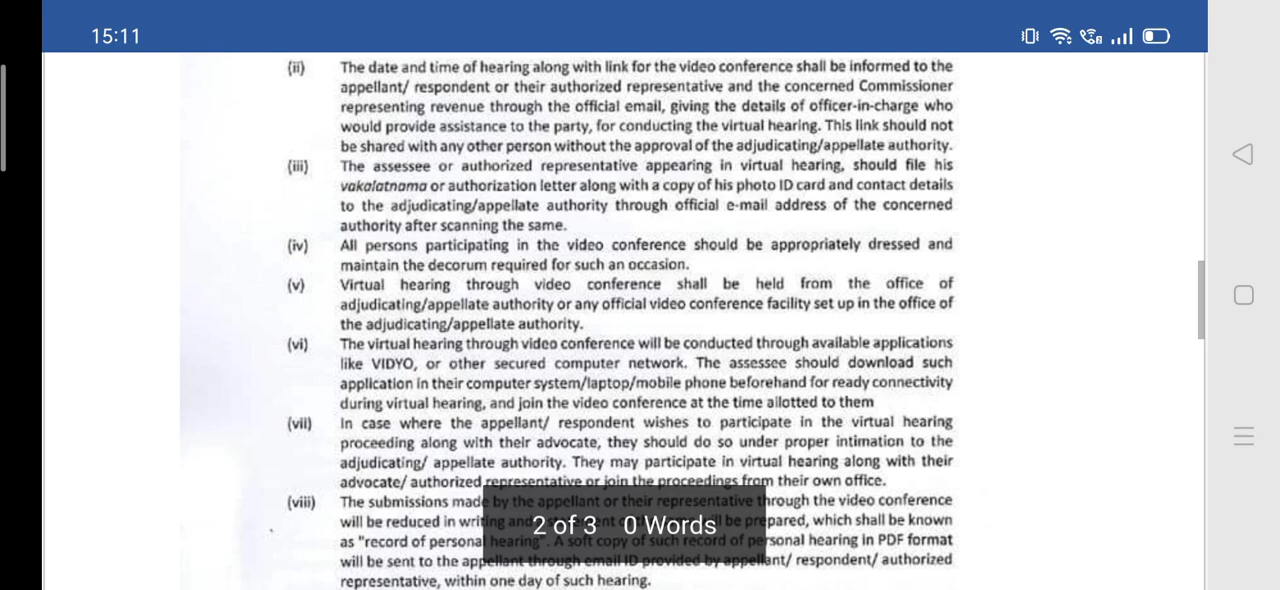 15:11
(ii) The date and time of hearing along with link for the video conference shall be informed to the
appellant/ respondent or their authorized representative and the concerned Commissioner
representing revenue through the official email, giving the details of officer-in-charge who
would provide assistance to the party, for conducting the virtual hearing. This link should not
be shared with any other person without the approval of the adjudicating/appellate authority.
(iii) The assessee or authorized representative appearing in virtual hearing, should file his
vakalatnama or authorization letter along with a copy of his photo ID card and contact details
to the adjudicating/appellate authority through official e-mail address of the concerned
authority after scanning the same.
(iv) All persons participating in the video conference should be appropriately dressed and
maintain the decorum required for such an occasion.
(v) Virtual hearing through video conference shall be held from the office of
adjudicating/appellate authority or any official video conference facility set up in the office of
the adjudicating/appellate authority.
(vi) The virtual hearing through video conference will be conducted through available applications
like VIDYO, or other secured computer network. The assessee should download such
application in their computer system/laptop/mobile phone beforehand for ready connectivity
during virtual hearing, and join the video conference at the time allotted to them
(vii) In case where the appellant/ respondent wishes to participate in the virtual hearing
proceeding along with their advocate, they should do so under proper intimation to the
adjudicating/ appellate authority. They may participate in virtual hearing along with their
advocate/ authorized representative or join the proceedings from their own office.
(viii) The submissions made by the appellant or their representative through the video conference
will be reduced in writing and be prepared, which shall be known
as "record of personal hearing". A soft copy of such record of personal hearing in PDF format
will be sent to the appellant through email ID provided by appellant/ respondent/ authorized
representative, within one day of such hearing.
2 of 3 0 Words